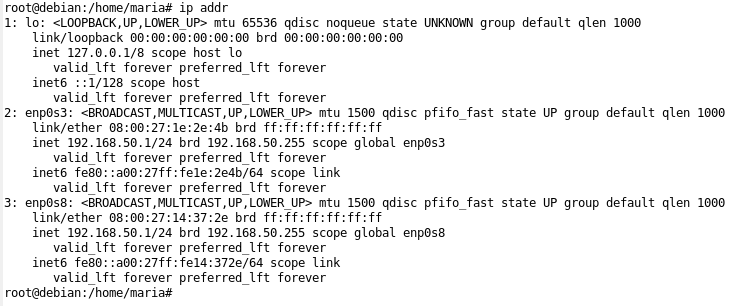 root@debian:/home/maria# ip addr
1: lo: <LOOPBACK,UP,LOWER_UP> mtu 65536 qdisc noqueue state UNKNOWN group default qlen 1000
    link/loopback 00:00:00:00:00:00 brd 00:00:00:00:00:00
    inet 127.0.0.1/8 scope host lo
       valid_lft forever preferred_lft forever
    inet6 ::1/128 scope host
       valid_lft forever preferred_lft forever
2: enp0s3: <BROADCAST,MULTICAST,UP,LOWER_UP> mtu 1500 qdisc pfifo_fast state UP group default qlen 1000
    link/ether 08:00:27:1e:2e:4b brd ff:ff:ff:ff:ff:ff
    inet 192.168.50.1/24 brd 192.168.50.255 scope global enp0s3
       valid_lft forever preferred_lft forever
    inet6 fe80::a00:27ff:fe1e:2e4b/64 scope link
       valid_lft forever preferred_lft forever
3: enp0s8: <BROADCAST,MULTICAST,UP,LOWER_UP> mtu 1500 qdisc pfifo_fast state UP group default qlen 1000
    link/ether 08:00:27:14:37:2e brd ff:ff:ff:ff:ff:ff
    inet 192.168.50.1/24 brd 192.168.50.255 scope global enp0s8
       valid_lft forever preferred_lft forever
    inet6 fe80::a00:27ff:fe14:372e/64 scope link
       valid_lft forever preferred_lft forever
root@debian:/home/maria#